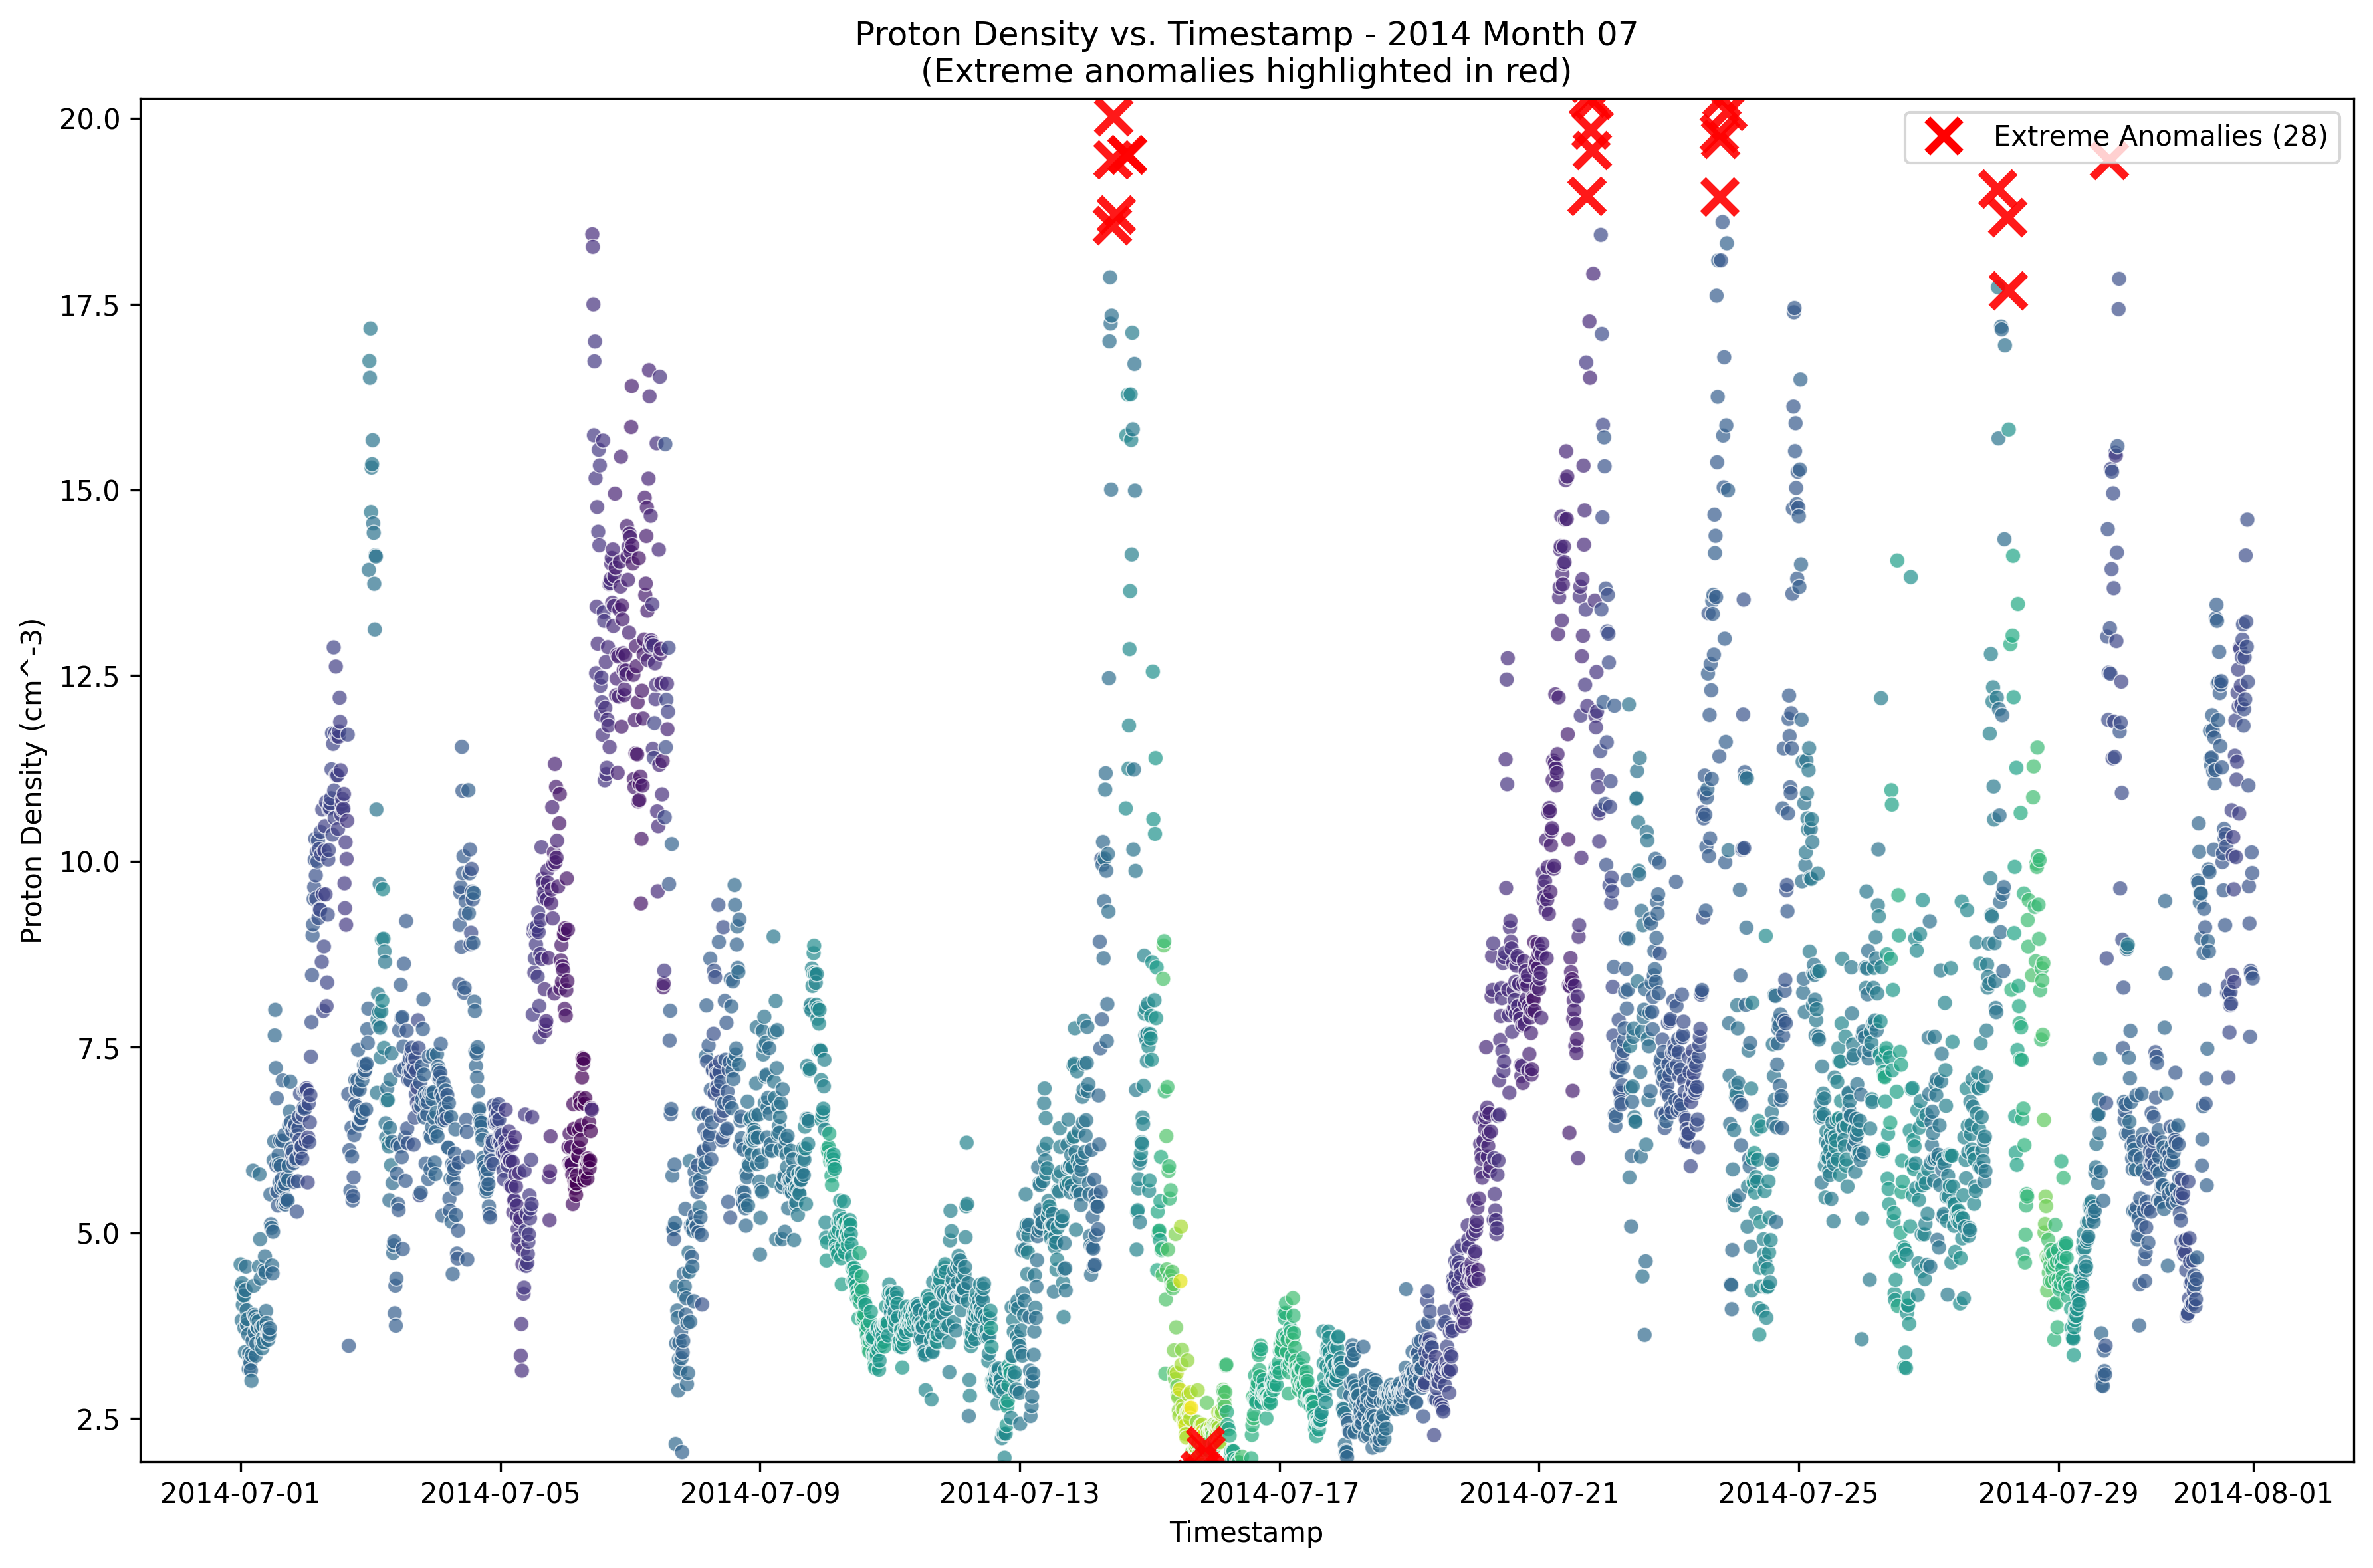 Proton Density vs. Timestamp - 2014 Month 07
(Extreme anomalies highlighted in red)
Extreme Anomalies (28)
Proton Density (cm^-3)
20.0
17.5
15.0
12.5
10.0
7.5
5.0
2.5
2014-07-01 2014-07-05 2014-07-09 2014-07-13 2014-07-17 2014-07-21 2014-07-25 2014-07-29 2014-08-01
Timestamp